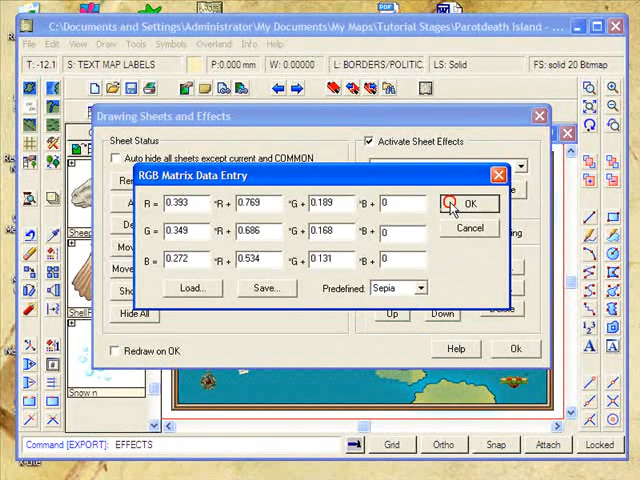 C:\Documents and Settings\Administrator\My Documents\My Maps\Tutorial Stages\Parotdeath Island - ...
File Edit View Draw Tools Symbols Overland Info Help
T: -12.1 S: TEXT MAP LABELS P:0.000 mm W: 0.00000 L: BORDERS/POLITIC. LS: Solid FS: solid 20 Bitmap
Drawing Sheets and Effects
Sheet Status
Activate Sheet Effects
Auto hide all sheets except current and COMMON
RGB Matrix Data Entry
R = 0.393 *R + 0.769 *G + 0.189 *B + 0 OK
G = 0.349 *R + 0.686 *G + 0.168 *B + 0 Cancel
B = 0.272 *R + 0.534 *G + 0.131 *B + 0
Load... Save... Predefined: Sepia
Hide All Up Down
Redraw on OK Help Ok
Snow n
Command [EXPORT]: EFFECTS Grid Ortho Snap Attach Locked